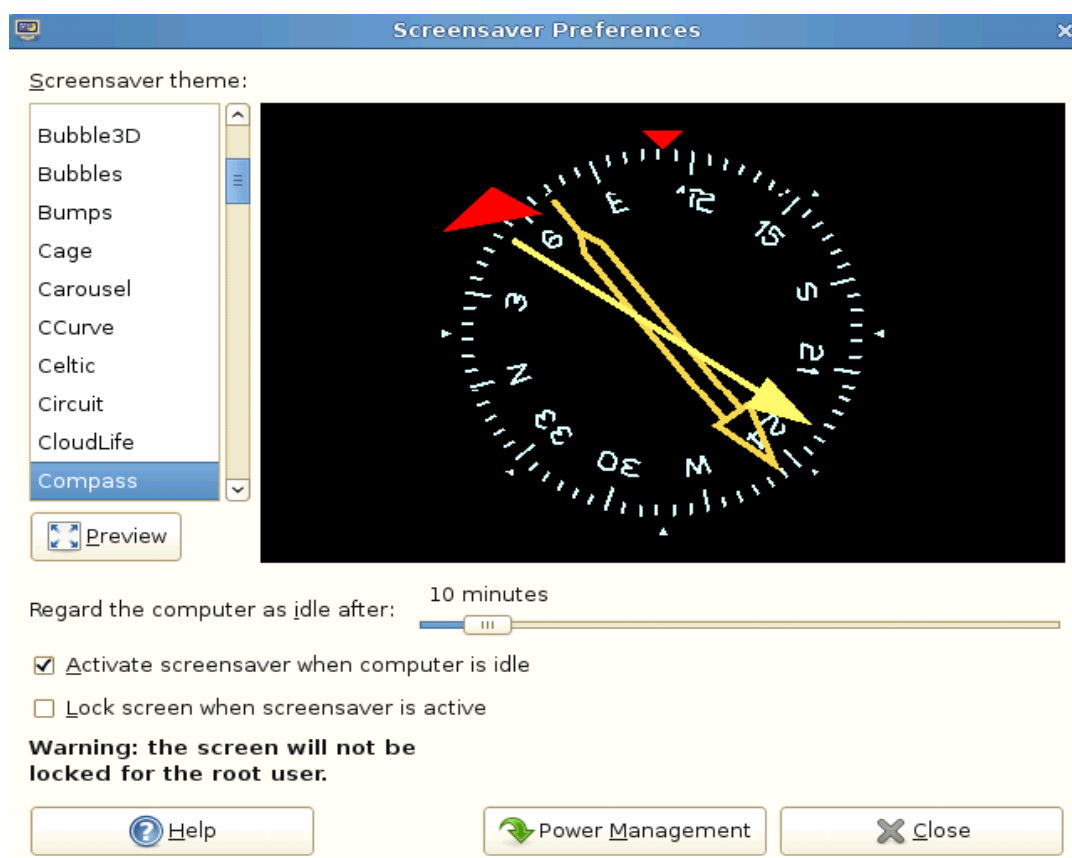 Screensaver Preferences
Screensaver theme:
Bubble3D
Bubbles
Bumps
Cage
Carousel
CCurve
Celtic
Circuit
CloudLife
Compass
Preview
E
12
15
S
21
24
W
30
33
N
3
6
Regard the computer as idle after:
10 minutes
Activate screensaver when computer is idle
Lock screen when screensaver is active
Warning: the screen will not be
locked for the root user.
Help
Power Management
Close